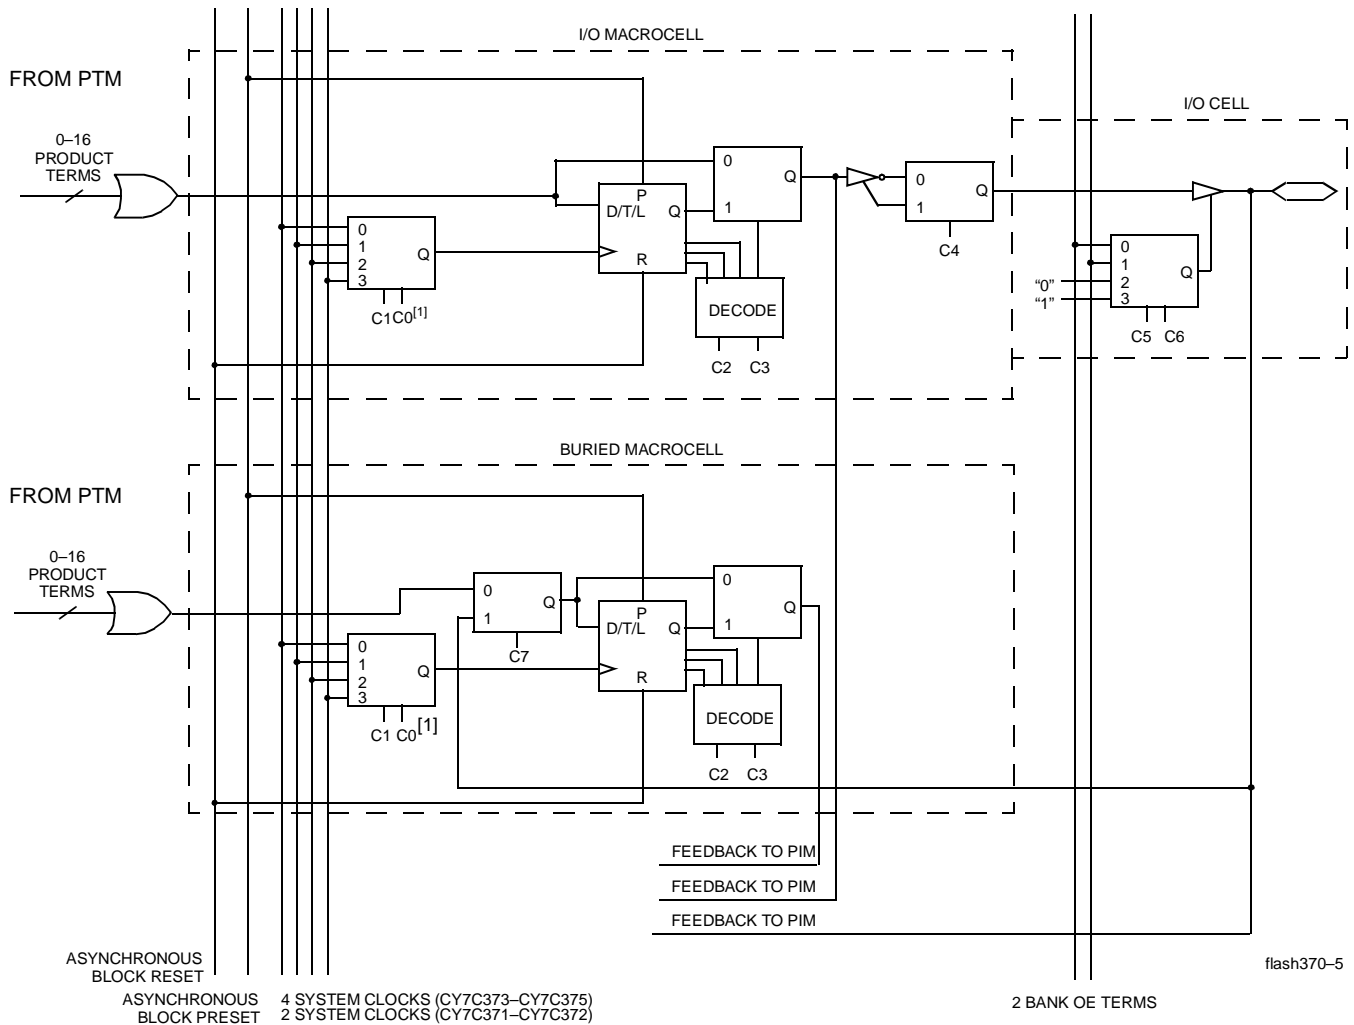 I/O MACROCELL
FROM PTM
I/O CELL
0–16
PRODUCT
TERMS
0
Q
1
P
D/T/L Q
R
0
1
2
3
Q
C1 C0[1]
DECODE
C2 C3
0
1
Q
C4
0
1
2
3
Q
"0"
"1"
C5 C6
BURIED MACROCELL
FROM PTM
0–16
PRODUCT
TERMS
0
1
Q
C7
0
Q
1
P
D/T/L Q
R
0
1
2
3
Q
C1 C0[1]
DECODE
C2 C3
FEEDBACK TO PIM
FEEDBACK TO PIM
FEEDBACK TO PIM
ASYNCHRONOUS
BLOCK RESET
ASYNCHRONOUS
BLOCK PRESET
4 SYSTEM CLOCKS (CY7C373–CY7C375)
2 SYSTEM CLOCKS (CY7C371–CY7C372)
2 BANK OE TERMS
flash370–5